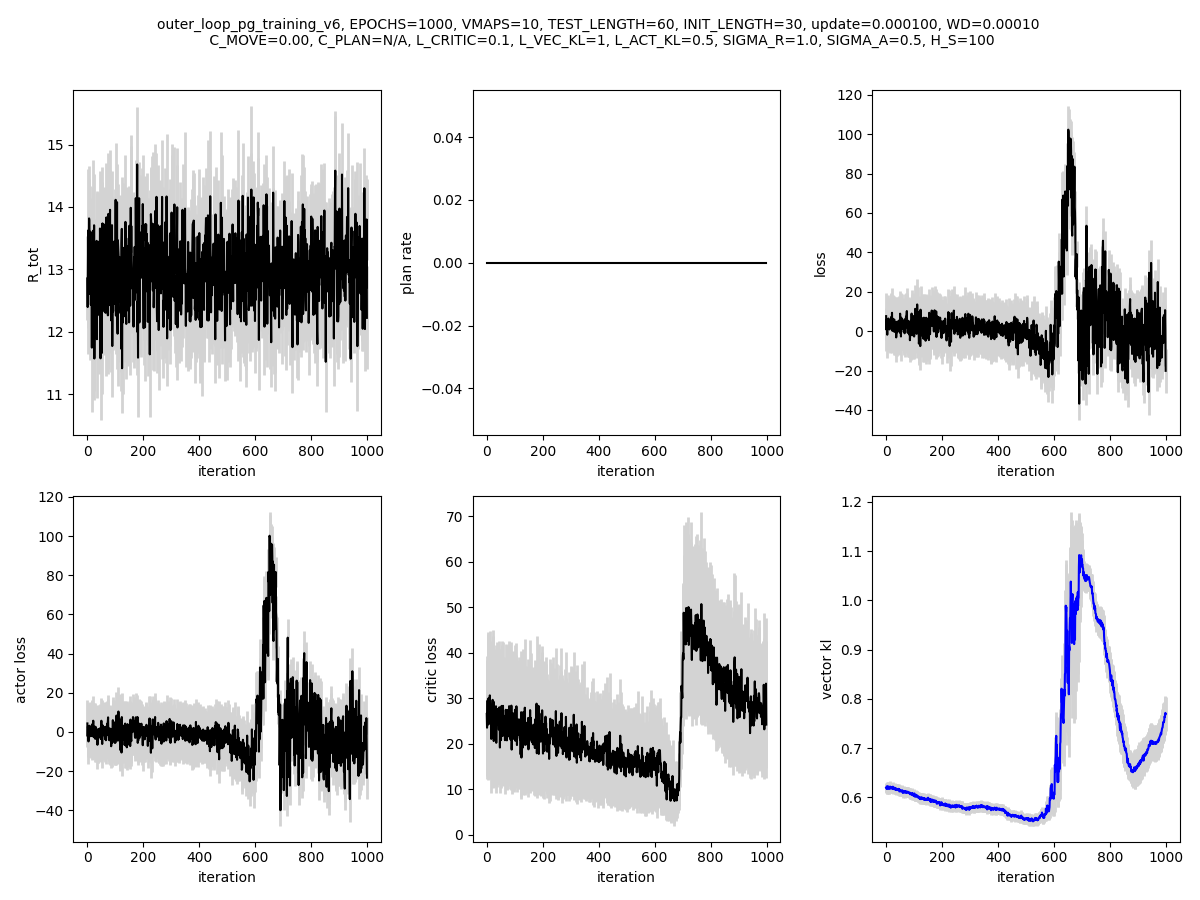 outer_loop_pg_training_v6, EPOCHS=1000, VMAPS=10, TEST_LENGTH=60, INIT_LENGTH=30, update=0.000100, WD=0.00010
C_MOVE=0.00, C_PLAN=N/A, L_CRITIC=0.1, L_VEC_KL=1, L_ACT_KL=0.5, SIGMA_R=1.0, SIGMA_A=0.5, H_S=100
R_tot
15
14
13
12
11
0 200 400 600 800 1000
iteration
plan rate
0.04
0.02
0.00
−0.02
−0.04
0 200 400 600 800 1000
iteration
loss
120
100
80
60
40
20
0
−20
−40
0 200 400 600 800 1000
iteration
actor loss
120
100
80
60
40
20
0
−20
−40
0 200 400 600 800 1000
iteration
critic loss
70
60
50
40
30
20
10
0
0 200 400 600 800 1000
iteration
vector kl
1.2
1.1
1.0
0.9
0.8
0.7
0.6
0 200 400 600 800 1000
iteration